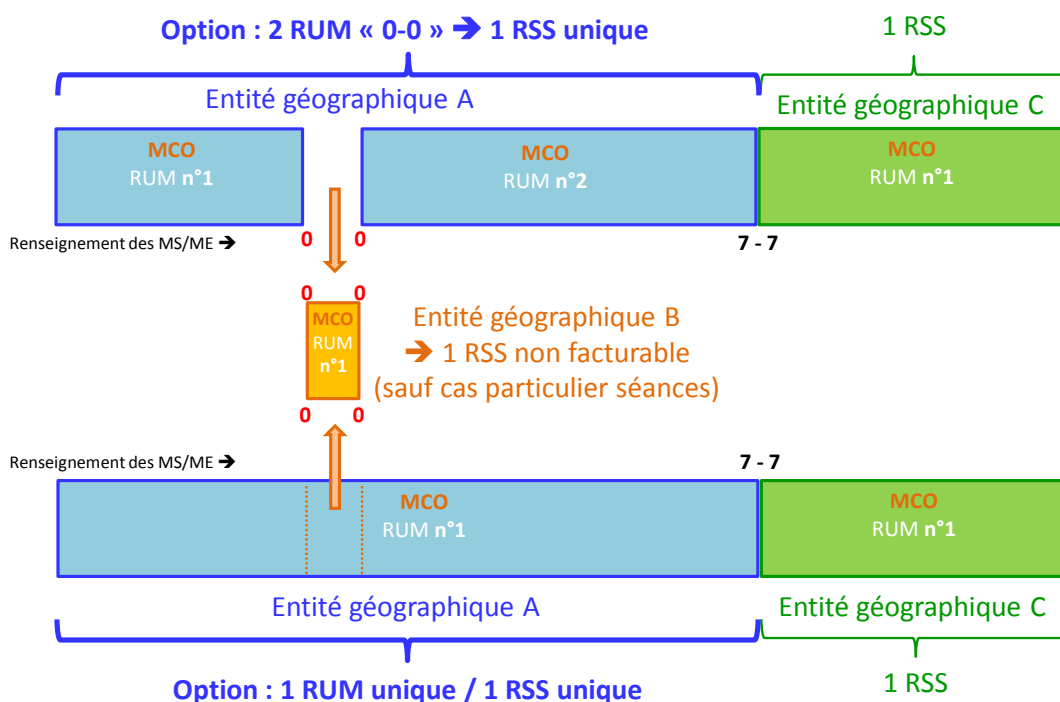 Option : 2 RUM « 0-0 » ➔ 1 RSS unique
1 RSS
Entité géographique A
Entité géographique C
MCO
RUM n°1
MCO
RUM n°2
MCO
RUM n°1
Renseignement des MS/ME ➔
0 0
7 - 7
0 0
MCO
RUM
n°1
Entité géographique B
➔ 1 RSS non facturable
(sauf cas particulier séances)
0 0
Renseignement des MS/ME ➔
7 - 7
MCO
RUM n°1
MCO
RUM n°1
Entité géographique A
Entité géographique C
Option : 1 RUM unique / 1 RSS unique
1 RSS